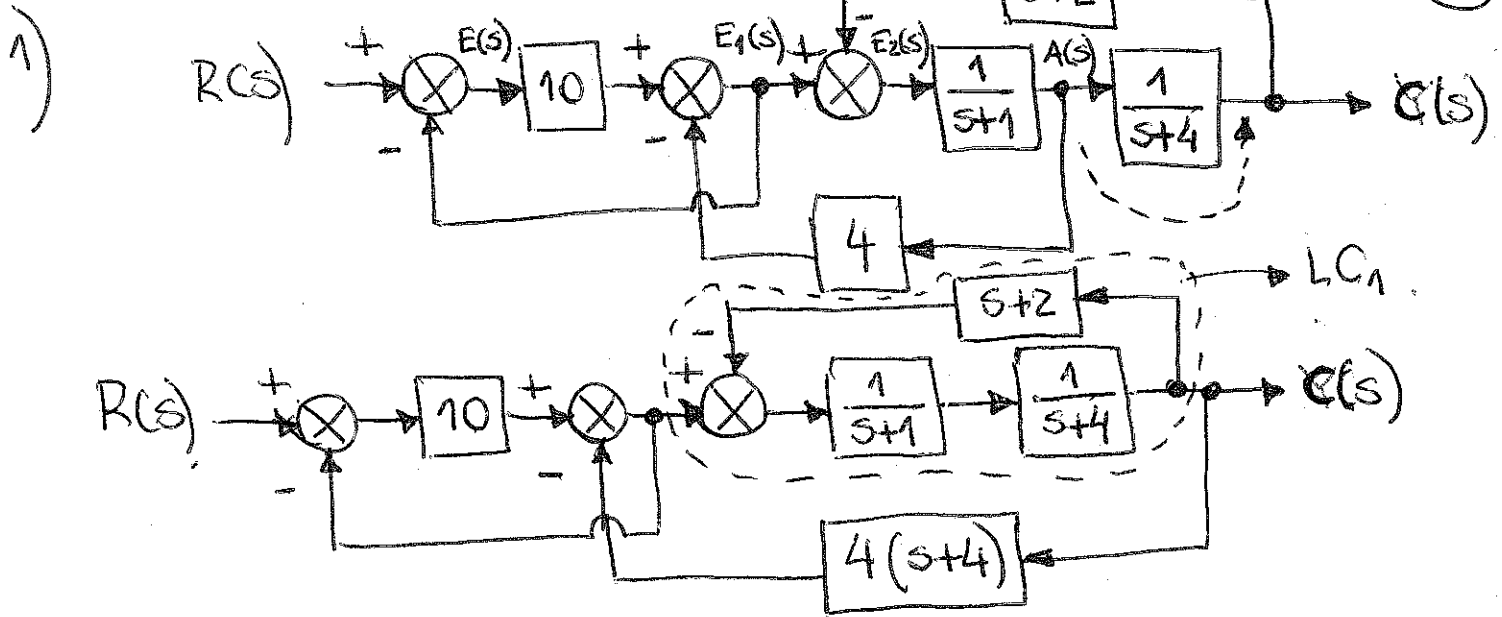 1)
R(s) + - E(s) 10 + - E1(s) + - E2(s) 1/(s+1) A(s) 1/(s+4) C(s)
4
LC1
s+2
R(s) + - 10 + - + - 1/(s+1) 1/(s+4) C(s)
4(s+4)